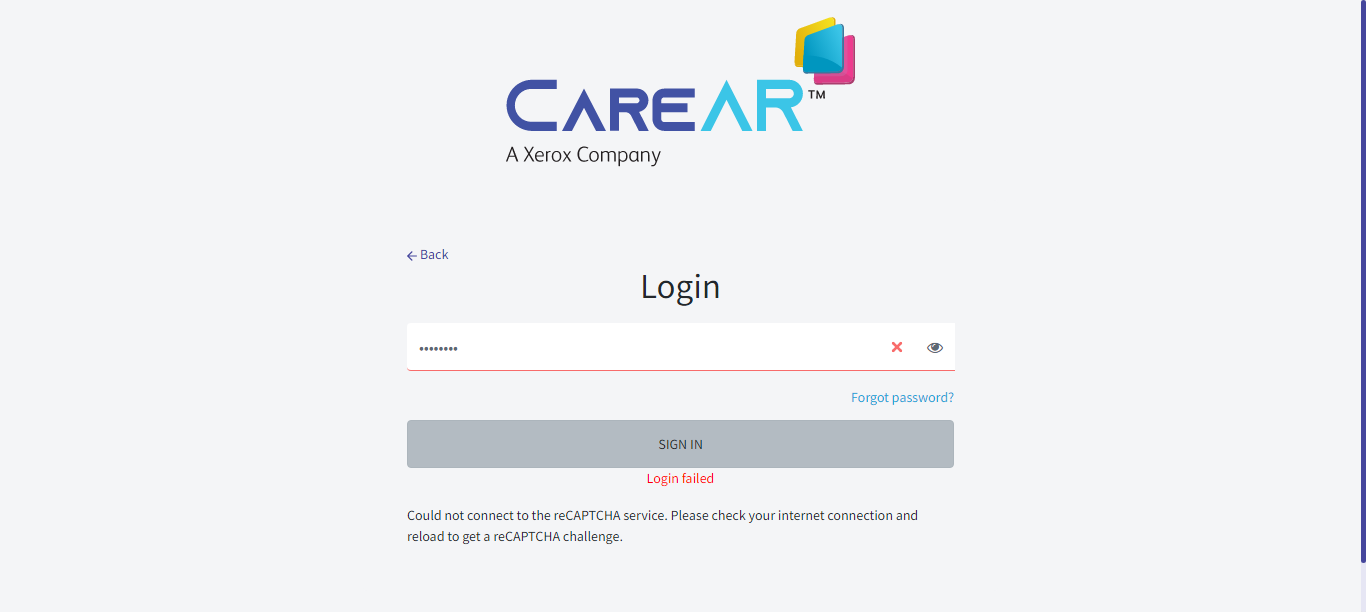 CAREAR™
A Xerox Company
Back
Login
••••••••
Forgot password?
SIGN IN
Login failed
Could not connect to the reCAPTCHA service. Please check your internet connection and
reload to get a reCAPTCHA challenge.